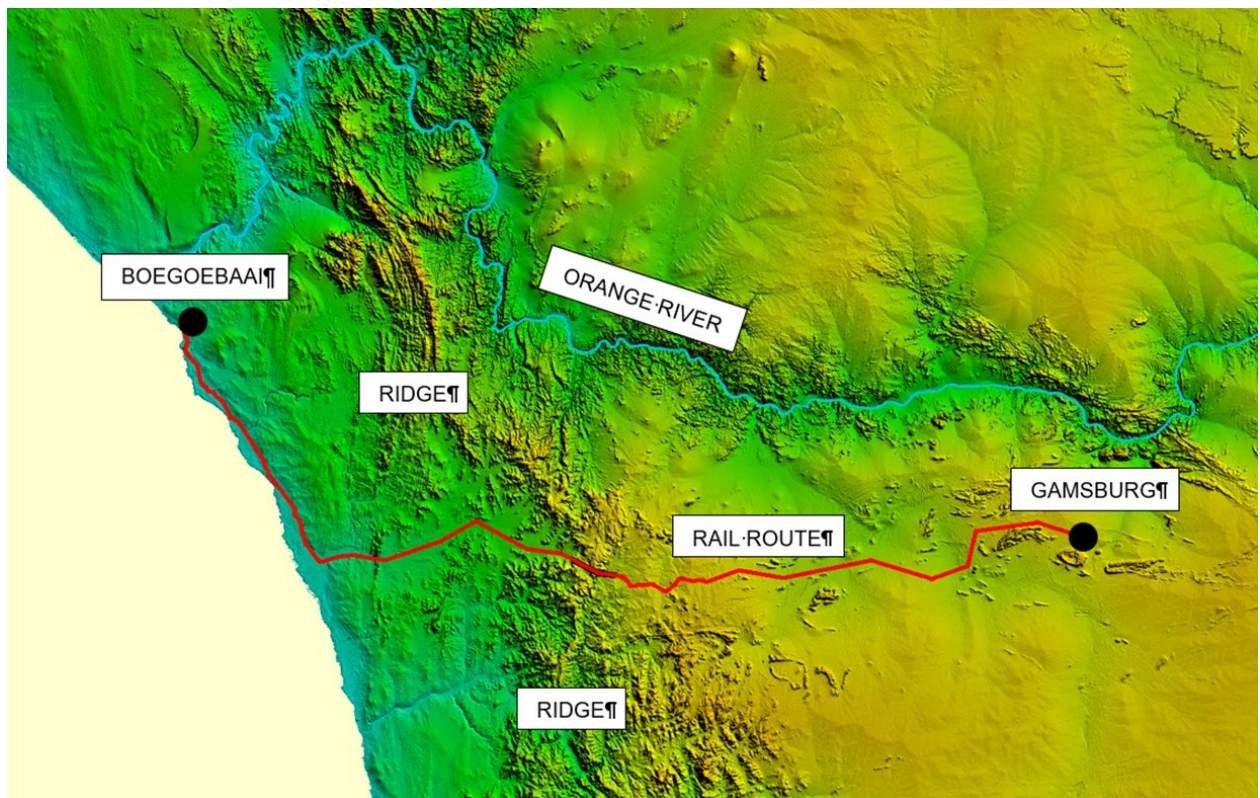 BOEGOEBAAI¶
ORANGE·RIVER
RIDGE¶
GAMSBURG¶
RAIL·ROUTE¶
RIDGE¶